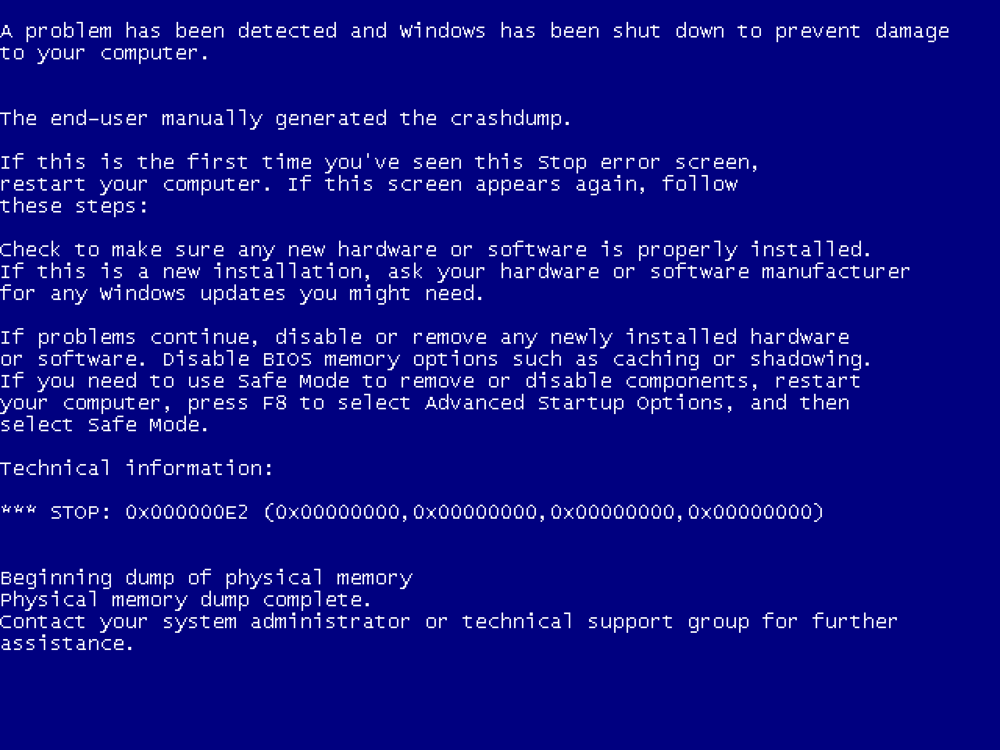 A problem has been detected and Windows has been shut down to prevent damage
to your computer.
The end-user manually generated the crashdump.
If this is the first time you've seen this Stop error screen,
restart your computer. If this screen appears again, follow
these steps:
Check to make sure any new hardware or software is properly installed.
If this is a new installation, ask your hardware or software manufacturer
for any Windows updates you might need.
If problems continue, disable or remove any newly installed hardware
or software. Disable BIOS memory options such as caching or shadowing.
If you need to use Safe Mode to remove or disable components, restart
your computer, press F8 to select Advanced Startup Options, and then
select Safe Mode.
Technical information:
*** STOP: 0x000000E2 (0x00000000,0x00000000,0x00000000,0x00000000)
Beginning dump of physical memory
Physical memory dump complete.
Contact your system administrator or technical support group for further
assistance.